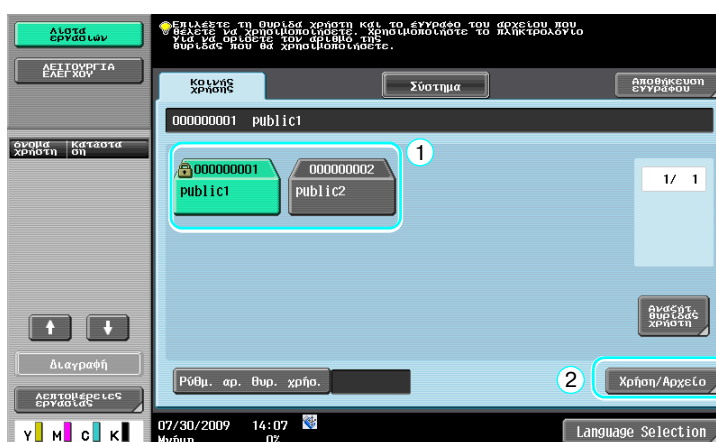 Λίστα
εργασιών
Επιλέξτε τη θυρίδα χρήστη και το έγγραφο του αρχείου που
θέλετε να χρησιμοποιήσετε. Χρησιμοποιήστε το πληκτρολόγιο
για να ορίσετε τον αριθμό της
θυρίδας που θα χρησιμοποιήσετε.
ΛΕΙΤΟΥΡΓΙΑ
ΕΛΕΓΧΟΥ
Κοινής
χρήσης
Σύστημα
Αποθήκευση
εγγράφου
000000001 public1
όνομα
χρήστη
Κατάστα
ση
1
000000001
public1
000000002
public2
1/ 1
Αναζήτ.
θυρίδας
χρήστη
Διαγραφή
Ρύθμ. αρ. θυρ. χρήσ.
2
Χρήση/Αρχείο
Λεπτομέρειες
εργασίας
Y M C K
07/30/2009 14:07
Μνήμη 0%
Language Selection